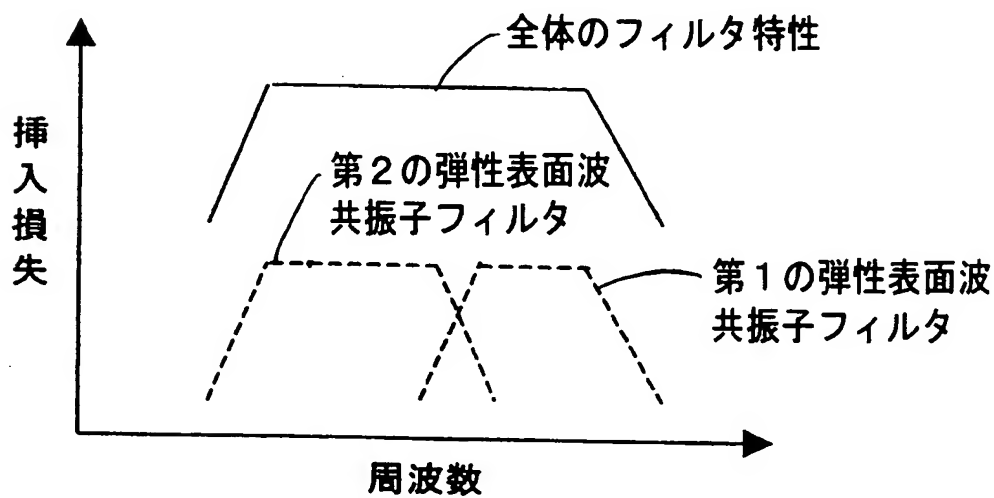 全体のフィルタ特性
挿入損失
第２の弾性表面波
共振子フィルタ
第１の弾性表面波
共振子フィルタ
周波数